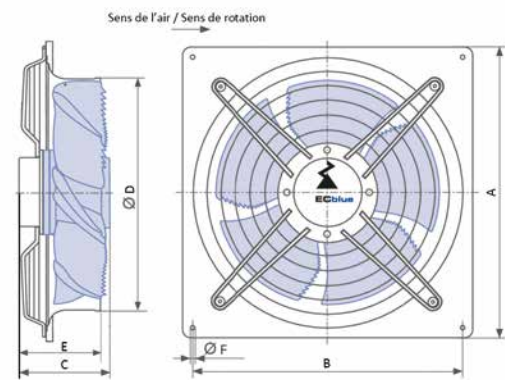 Sens de l'air / Sens de rotation
Ø D
ECblue
A
E
C
Ø F
B